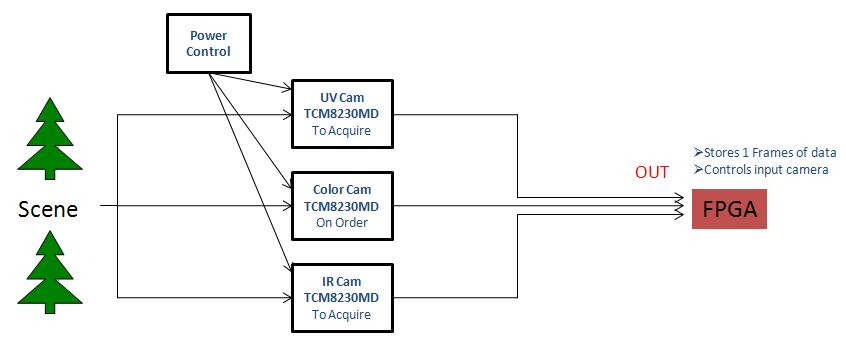 Power
Control
UV Cam
TCM8230MD
To Acquire
Scene
Color Cam
TCM8230MD
On Order
IR Cam
TCM8230MD
To Acquire
OUT
➢Stores 1 Frames of data
➢Controls input camera
FPGA